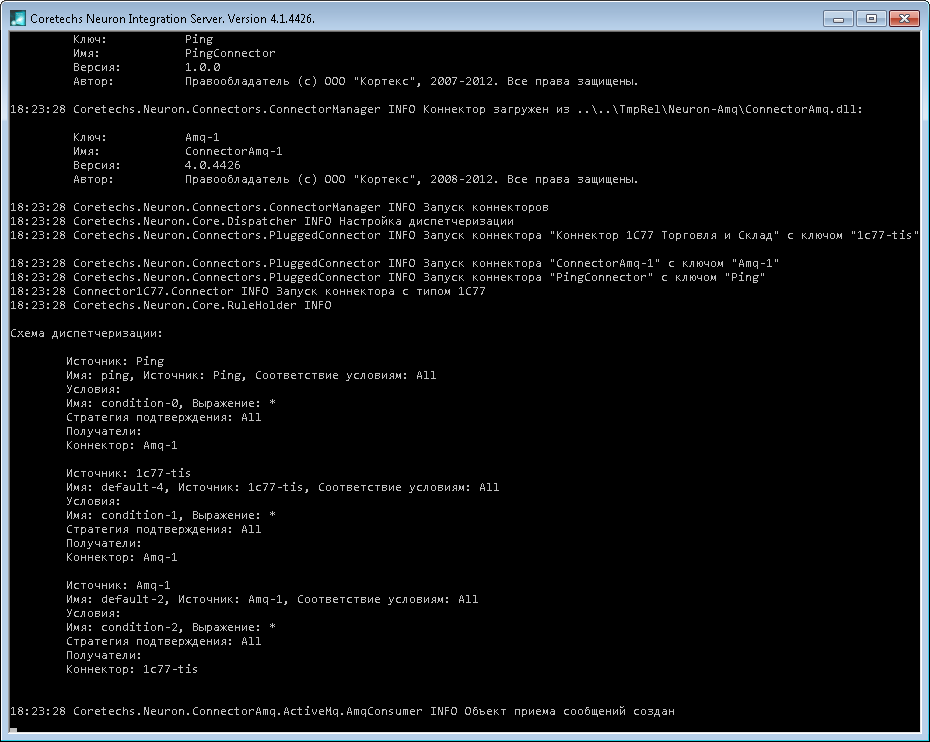 Coretechs Neuron Integration Server. Version 4.1.4426.
Ключ: Ping
Имя: PingConnector
Версия: 1.0.0
Автор: Правообладатель (с) ООО "Кортекс", 2007-2012. Все права защищены.
18:23:28 Coretechs.Neuron.Connectors.ConnectorManager INFO Коннектор загружен из ..\..\TmpRel\Neuron-Amq\ConnectorAmq.dll:
Ключ: Amq-1
Имя: ConnectorAmq-1
Версия: 4.0.4426
Автор: Правообладатель (с) ООО "Кортекс", 2008-2012. Все права защищены.
18:23:28 Coretechs.Neuron.Connectors.ConnectorManager INFO Запуск коннекторов
18:23:28 Coretechs.Neuron.Core.Dispatcher INFO Настройка диспетчеризации
18:23:28 Coretechs.Neuron.Connectors.PluggedConnector INFO Запуск коннектора "Коннектор 1С77 Торговля и Склад" с ключом "1c77-tis"
18:23:28 Coretechs.Neuron.Connectors.PluggedConnector INFO Запуск коннектора "ConnectorAmq-1" с ключом "Amq-1"
18:23:28 Coretechs.Neuron.Connectors.PluggedConnector INFO Запуск коннектора "PingConnector" с ключом "Ping"
18:23:28 Connector1C77.Connector INFO Запуск коннектора с типом 1С77
18:23:28 Coretechs.Neuron.Core.RuleHolder INFO
Схема диспетчеризации:
Источник: Ping
Имя: ping, Источник: Ping, Соответствие условиям: All
Условия:
Имя: condition-0, Выражение: *
Стратегия подтверждения: All
Получатели:
Коннектор: Amq-1
Источник: 1c77-tis
Имя: default-4, Источник: 1c77-tis, Соответствие условиям: All
Условия:
Имя: condition-1, Выражение: *
Стратегия подтверждения: All
Получатели:
Коннектор: Amq-1
Источник: Amq-1
Имя: default-2, Источник: Amq-1, Соответствие условиям: All
Условия:
Имя: condition-2, Выражение: *
Стратегия подтверждения: All
Получатели:
Коннектор: 1c77-tis
18:23:28 Coretechs.Neuron.ConnectorAmq.ActiveMq.AmqConsumer INFO Объект приема сообщений создан